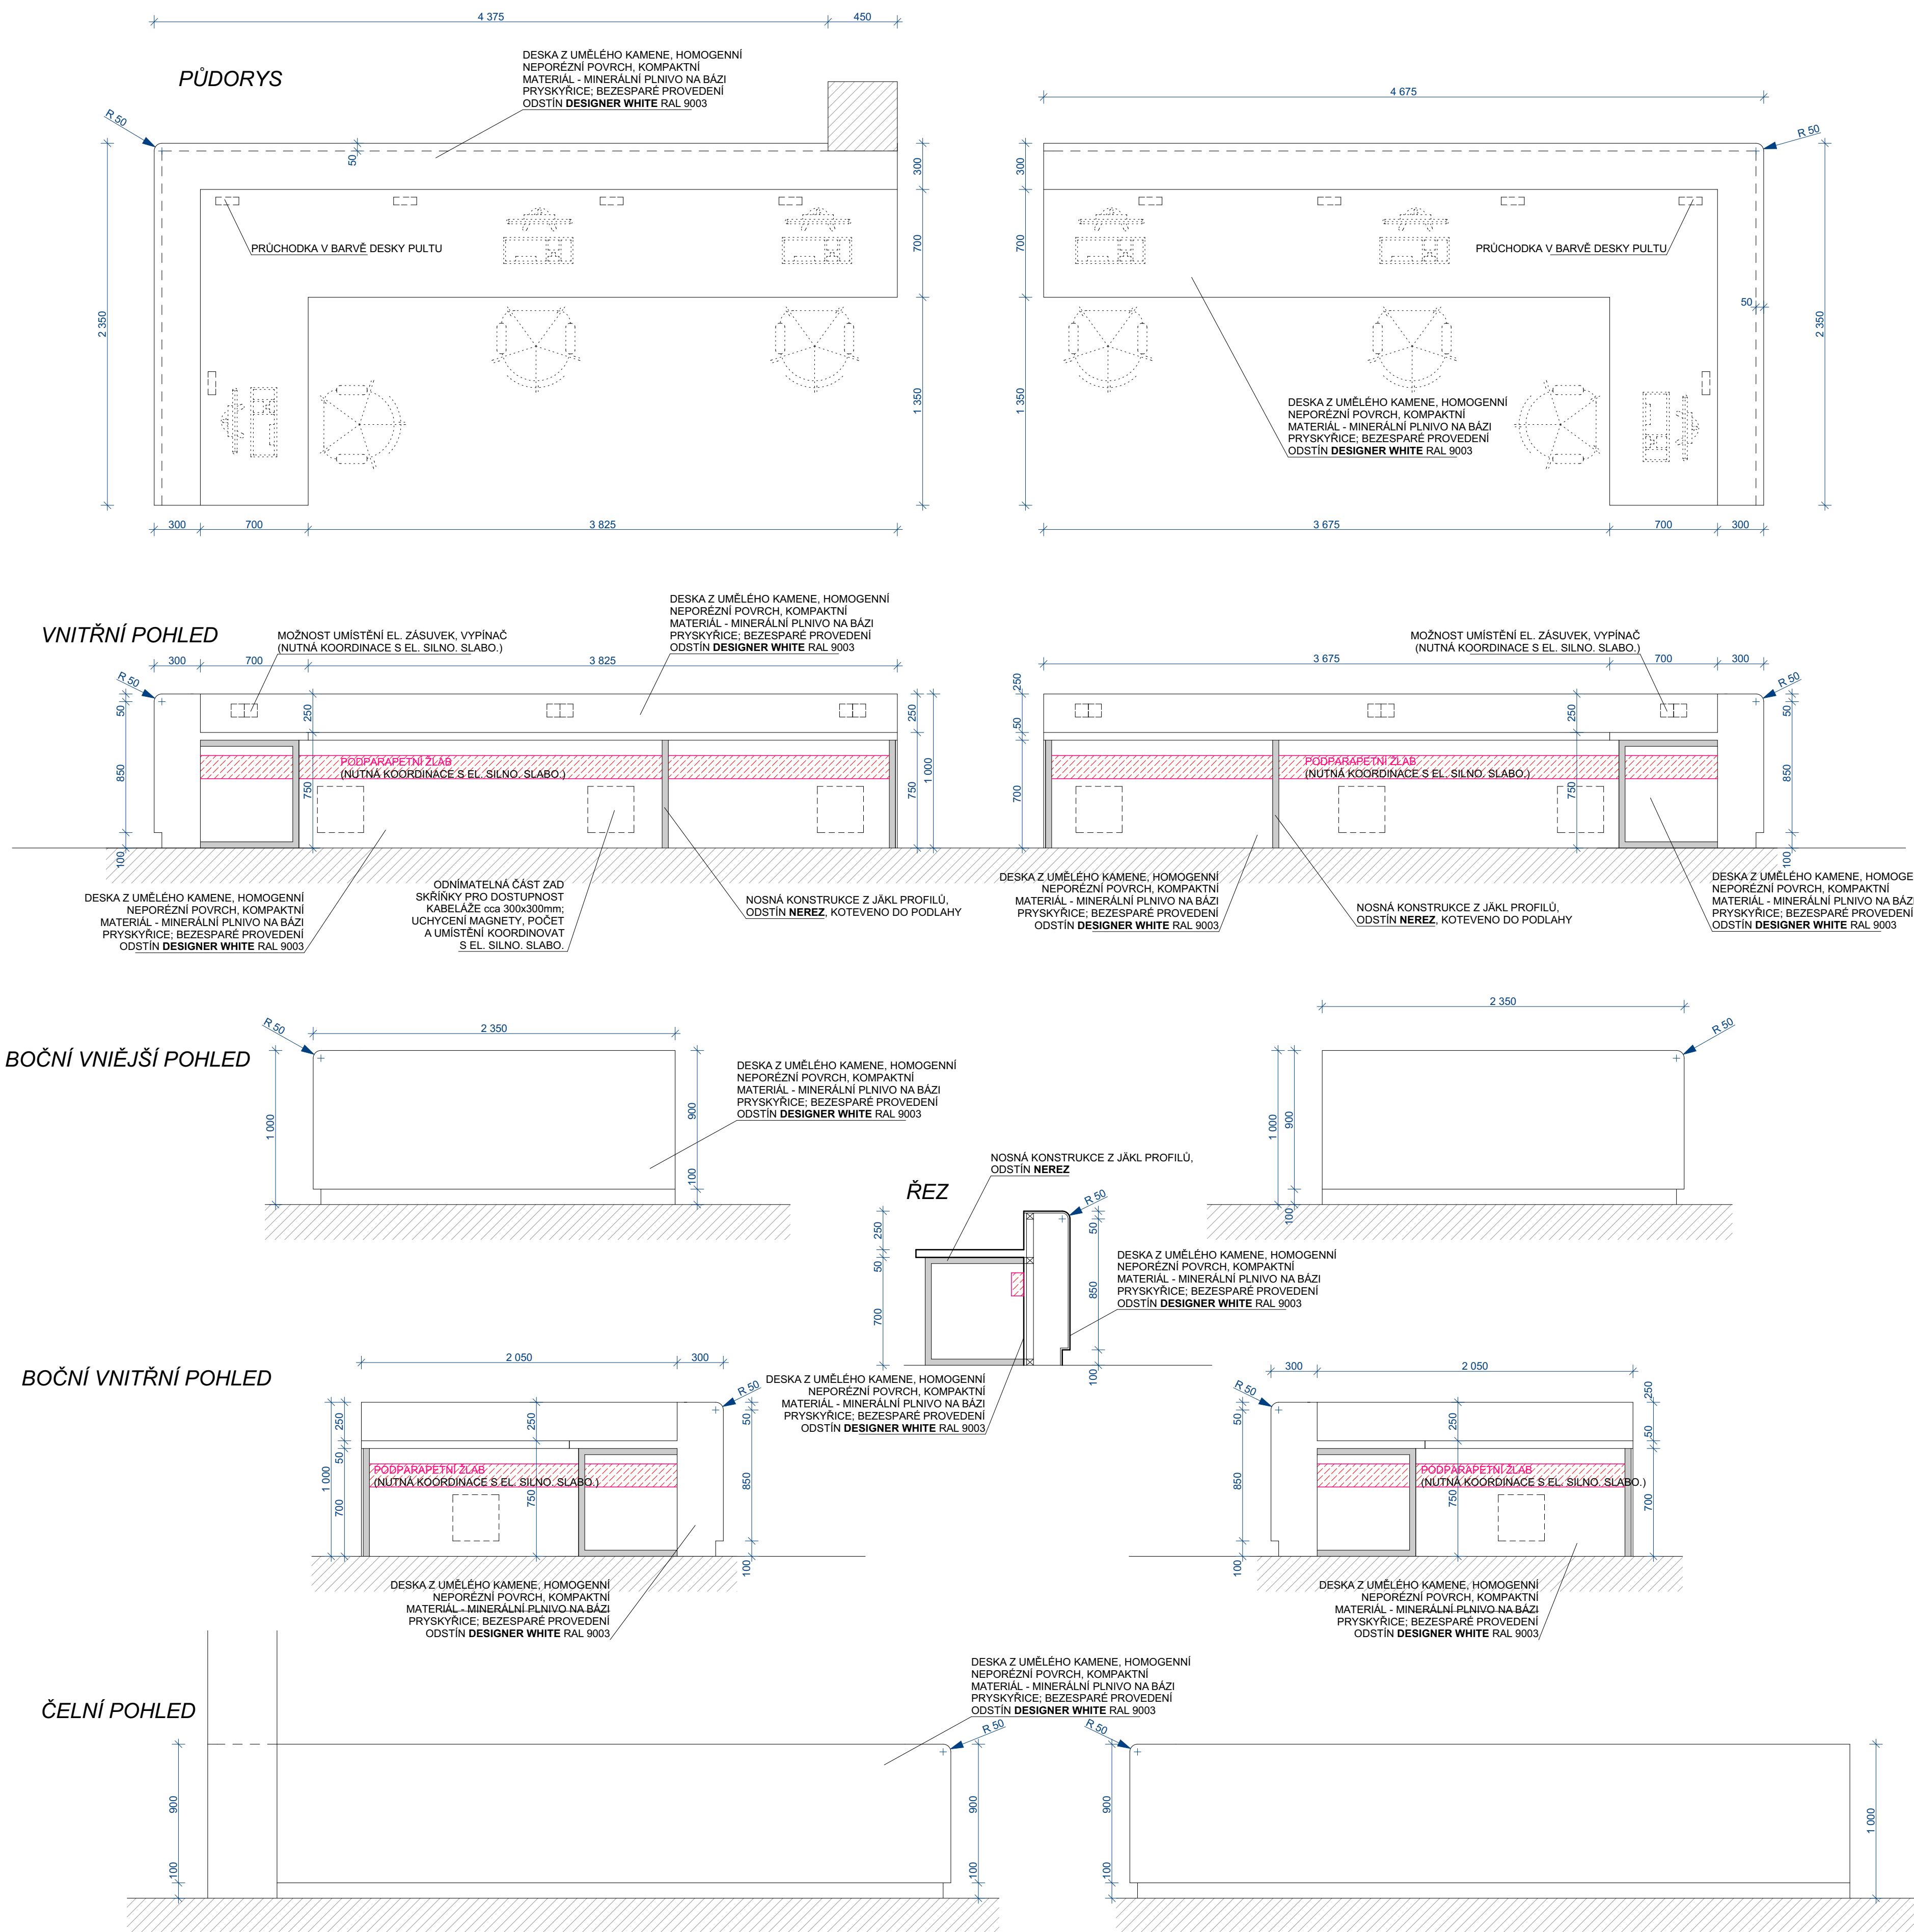 4 375
450
PŮDORYS
DESKA Z UMĚLÉHO KAMENE, HOMOGENNÍ
NEPORÉZNÍ POVRCH, KOMPAKTNÍ
MATERIÁL - MINERÁLNÍ PLNIVO NA BÁZI
PRYSKYŘICE; BEZESPARÉ PROVEDENÍ
ODSTÍN DESIGNER WHITE RAL 9003
R 50
50
2 350
300
700
1 350
PRŮCHODKA V BARVĚ DESKY PULTU
300
700
3 825
4 675
R 50
300
700
1 350
PRŮCHODKA V BARVĚ DESKY PULTU
50
2 350
DESKA Z UMĚLÉHO KAMENE, HOMOGENNÍ
NEPORÉZNÍ POVRCH, KOMPAKTNÍ
MATERIÁL - MINERÁLNÍ PLNIVO NA BÁZI
PRYSKYŘICE; BEZESPARÉ PROVEDENÍ
ODSTÍN DESIGNER WHITE RAL 9003
3 675
700
300
VNITŘNÍ POHLED
MOŽNOST UMÍSTĚNÍ EL. ZÁSUVEK, VYPÍNAČ
(NUTNÁ KOORDINACE S EL. SILNO. SLABO.)
DESKA Z UMĚLÉHO KAMENE, HOMOGENNÍ
NEPORÉZNÍ POVRCH, KOMPAKTNÍ
MATERIÁL - MINERÁLNÍ PLNIVO NA BÁZI
PRYSKYŘICE; BEZESPARÉ PROVEDENÍ
ODSTÍN DESIGNER WHITE RAL 9003
300
700
3 825
R 50
50
850
100
250
750
250
750
1 000
PODPARAPETNÍ ŽLAB
(NUTNÁ KOORDINACE S EL. SILNO. SLABO.)
DESKA Z UMĚLÉHO KAMENE, HOMOGENNÍ
NEPORÉZNÍ POVRCH, KOMPAKTNÍ
MATERIÁL - MINERÁLNÍ PLNIVO NA BÁZI
PRYSKYŘICE; BEZESPARÉ PROVEDENÍ
ODSTÍN DESIGNER WHITE RAL 9003
ODNÍMATELNÁ ČÁST ZAD
SKŘÍŇKY PRO DOSTUPNOST
KABELÁŽE cca 300x300mm;
UCHYCENÍ MAGNETY, POČET
A UMÍSTĚNÍ KOORDINOVAT
S EL. SILNO. SLABO.
NOSNÁ KONSTRUKCE Z JÄKL PROFILŮ,
ODSTÍN NEREZ, KOTEVENO DO PODLAHY
MOŽNOST UMÍSTĚNÍ EL. ZÁSUVEK, VYPÍNAČ
(NUTNÁ KOORDINACE S EL. SILNO. SLABO.)
3 675
700
300
R 50
250
50
700
250
750
50
850
100
PODPARAPETNÍ ŽLAB
(NUTNÁ KOORDINACE S EL. SILNO. SLABO.)
DESKA Z UMĚLÉHO KAMENE, HOMOGENNÍ
NEPORÉZNÍ POVRCH, KOMPAKTNÍ
MATERIÁL - MINERÁLNÍ PLNIVO NA BÁZI
PRYSKYŘICE; BEZESPARÉ PROVEDENÍ
ODSTÍN DESIGNER WHITE RAL 9003
NOSNÁ KONSTRUKCE Z JÄKL PROFILŮ,
ODSTÍN NEREZ, KOTEVENO DO PODLAHY
DESKA Z UMĚLÉHO KAMENE, HOMOGE
NEPORÉZNÍ POVRCH, KOMPAKTNÍ
MATERIÁL - MINERÁLNÍ PLNIVO NA BÁZI
PRYSKYŘICE; BEZESPARÉ PROVEDENÍ
ODSTÍN DESIGNER WHITE RAL 9003
BOČNÍ VNIĚJŠÍ POHLED
R 50
2 350
1 000
900
100
DESKA Z UMĚLÉHO KAMENE, HOMOGENNÍ
NEPORÉZNÍ POVRCH, KOMPAKTNÍ
MATERIÁL - MINERÁLNÍ PLNIVO NA BÁZI
PRYSKYŘICE; BEZESPARÉ PROVEDENÍ
ODSTÍN DESIGNER WHITE RAL 9003
2 350
R 50
1 000
900
100
ŘEZ
NOSNÁ KONSTRUKCE Z JÄKL PROFILŮ,
ODSTÍN NEREZ
R 50
250
50
700
50
850
100
DESKA Z UMĚLÉHO KAMENE, HOMOGENNÍ
NEPORÉZNÍ POVRCH, KOMPAKTNÍ
MATERIÁL - MINERÁLNÍ PLNIVO NA BÁZI
PRYSKYŘICE; BEZESPARÉ PROVEDENÍ
ODSTÍN DESIGNER WHITE RAL 9003
DESKA Z UMĚLÉHO KAMENE, HOMOGENNÍ
NEPORÉZNÍ POVRCH, KOMPAKTNÍ
MATERIÁL - MINERÁLNÍ PLNIVO NA BÁZI
PRYSKYŘICE; BEZESPARÉ PROVEDENÍ
ODSTÍN DESIGNER WHITE RAL 9003
BOČNÍ VNITŘNÍ POHLED
2 050
300
R 50
1 000
250
50
700
250
750
50
850
100
PODPARAPETNÍ ŽLAB
(NUTNÁ KOORDINACE S EL. SILNO. SLABO.)
DESKA Z UMĚLÉHO KAMENE, HOMOGENNÍ
NEPORÉZNÍ POVRCH, KOMPAKTNÍ
MATERIÁL - MINERÁLNÍ PLNIVO NA BÁZI
PRYSKYŘICE; BEZESPARÉ PROVEDENÍ
ODSTÍN DESIGNER WHITE RAL 9003
300
2 050
R 50
50
850
100
250
750
250
50
700
PODPARAPETNÍ ŽLAB
(NUTNÁ KOORDINACE S EL. SILNO. SLABO.)
DESKA Z UMĚLÉHO KAMENE, HOMOGENNÍ
NEPORÉZNÍ POVRCH, KOMPAKTNÍ
MATERIÁL - MINERÁLNÍ PLNIVO NA BÁZI
PRYSKYŘICE; BEZESPARÉ PROVEDENÍ
ODSTÍN DESIGNER WHITE RAL 9003
ČELNÍ POHLED
DESKA Z UMĚLÉHO KAMENE, HOMOGENNÍ
NEPORÉZNÍ POVRCH, KOMPAKTNÍ
MATERIÁL - MINERÁLNÍ PLNIVO NA BÁZI
PRYSKYŘICE; BEZESPARÉ PROVEDENÍ
ODSTÍN DESIGNER WHITE RAL 9003
R 50
900
100
900
100
R 50
900
100
1 000